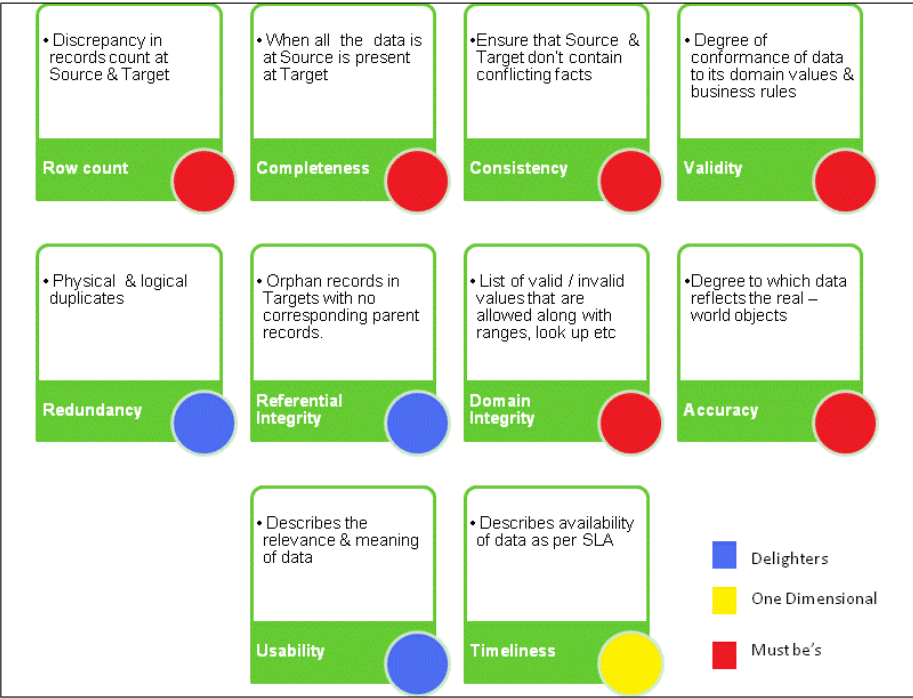 • Discrepancy in
records count at
Source & Target
Row count
• When all the data is
at Source is present
at Target
Completeness
•Ensure that Source &
Target don't contain
conflicting facts
Consistency
• Degree of
conformance of data
to its domain values &
business rules
Validity
• Physical & logical
duplicates
Redundancy
• Orphan records in
Targets with no
corresponding parent
records.
Referential
Integrity
• List of valid / invalid
values that are
allowed along with
ranges, look up etc
Domain
Integrity
•Degree to which data
reflects the real –
world objects
Accuracy
• Describes the
relevance & meaning
of data
Usability
• Describes availability
of data as per SLA
Timeliness
Delighters
One Dimensional
Must be's